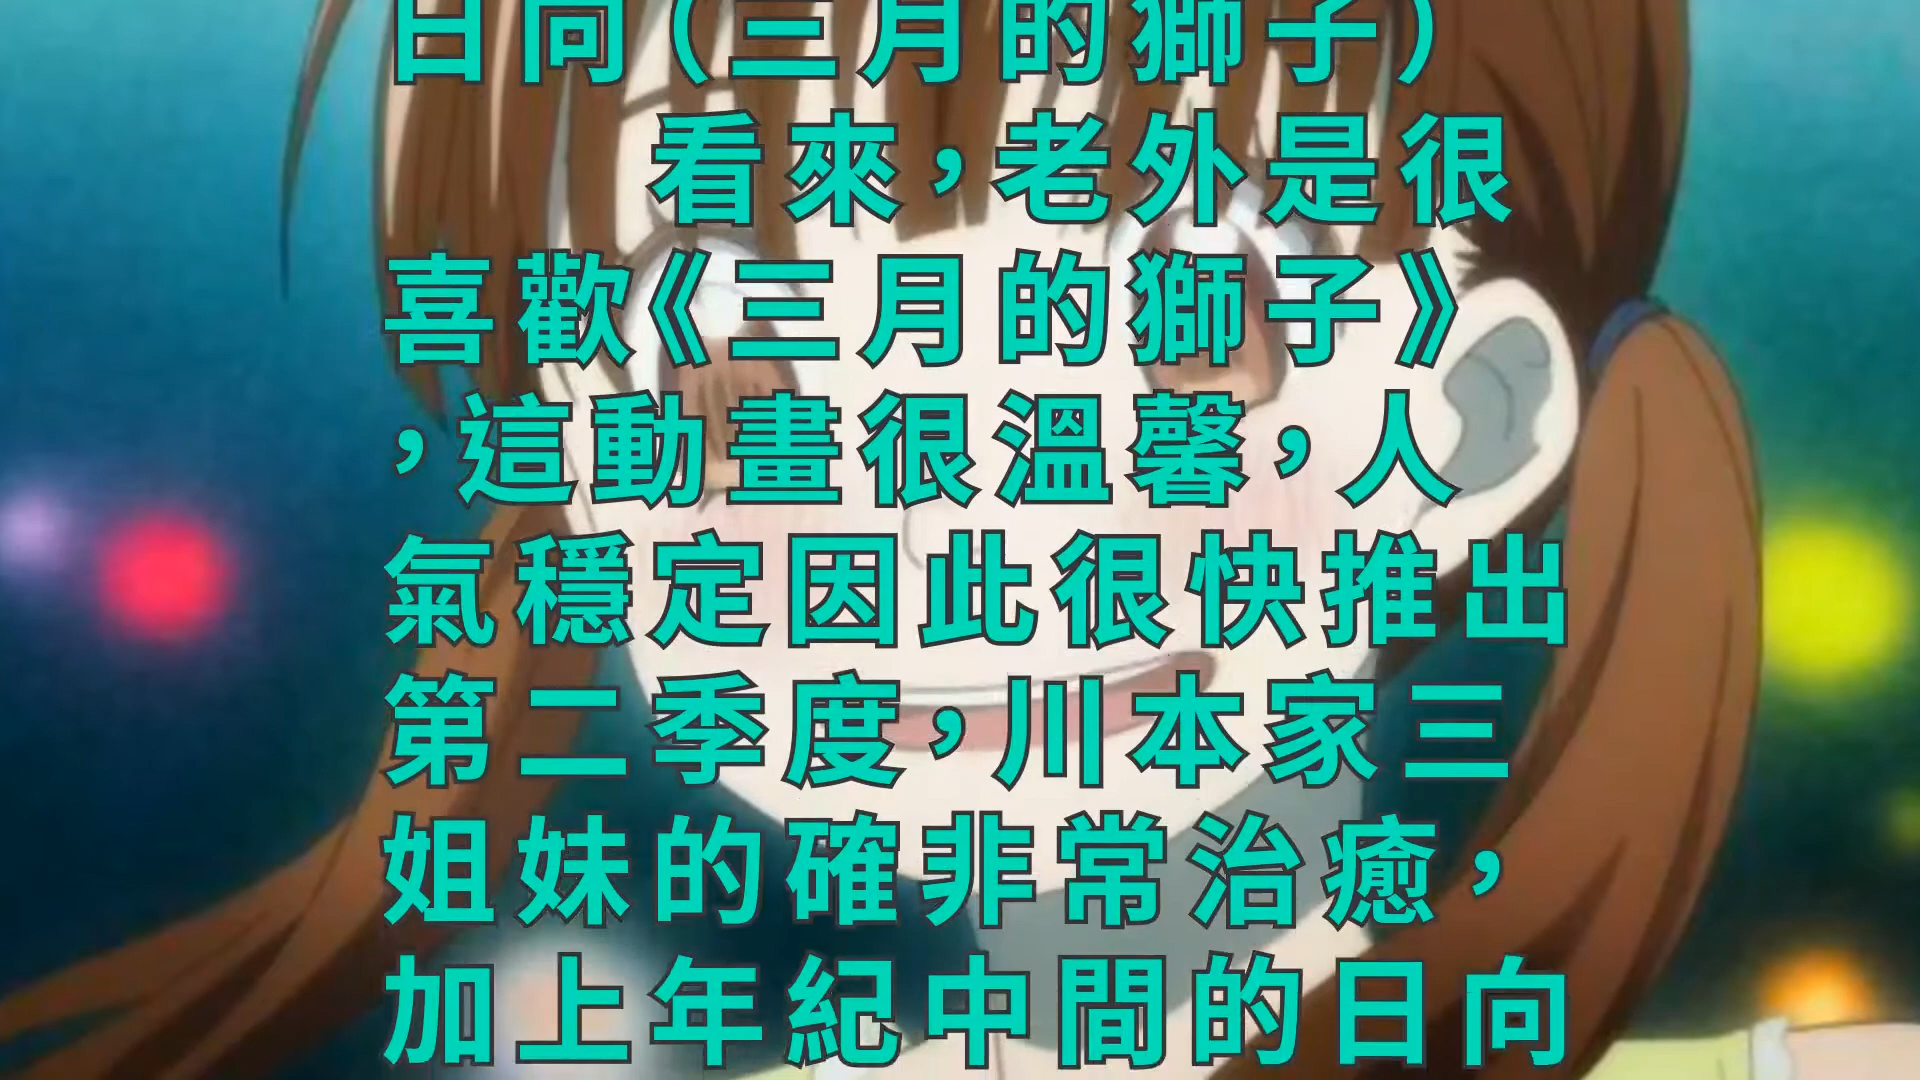 日向（三月的獅子）
看來，老外是很
喜歡《三月的獅子》
，這動畫很溫馨，人
氣穩定因此很快推出
第二季度，川本家三
姐妹的確非常治癒，
加上年紀中間的日向